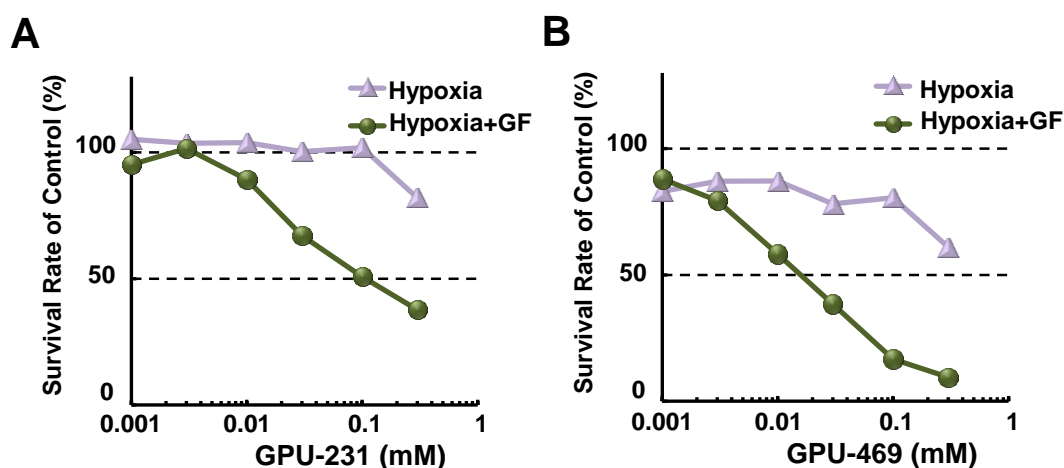 A
Survival Rate of Control (%)
100
50
0
Hypoxia
Hypoxia+GF
0.001
0.01
0.1
1
GPU-231 (mM)
B
Survival Rate of Control (%)
100
50
0
Hypoxia
Hypoxia+GF
0.001
0.01
0.1
1
GPU-469 (mM)